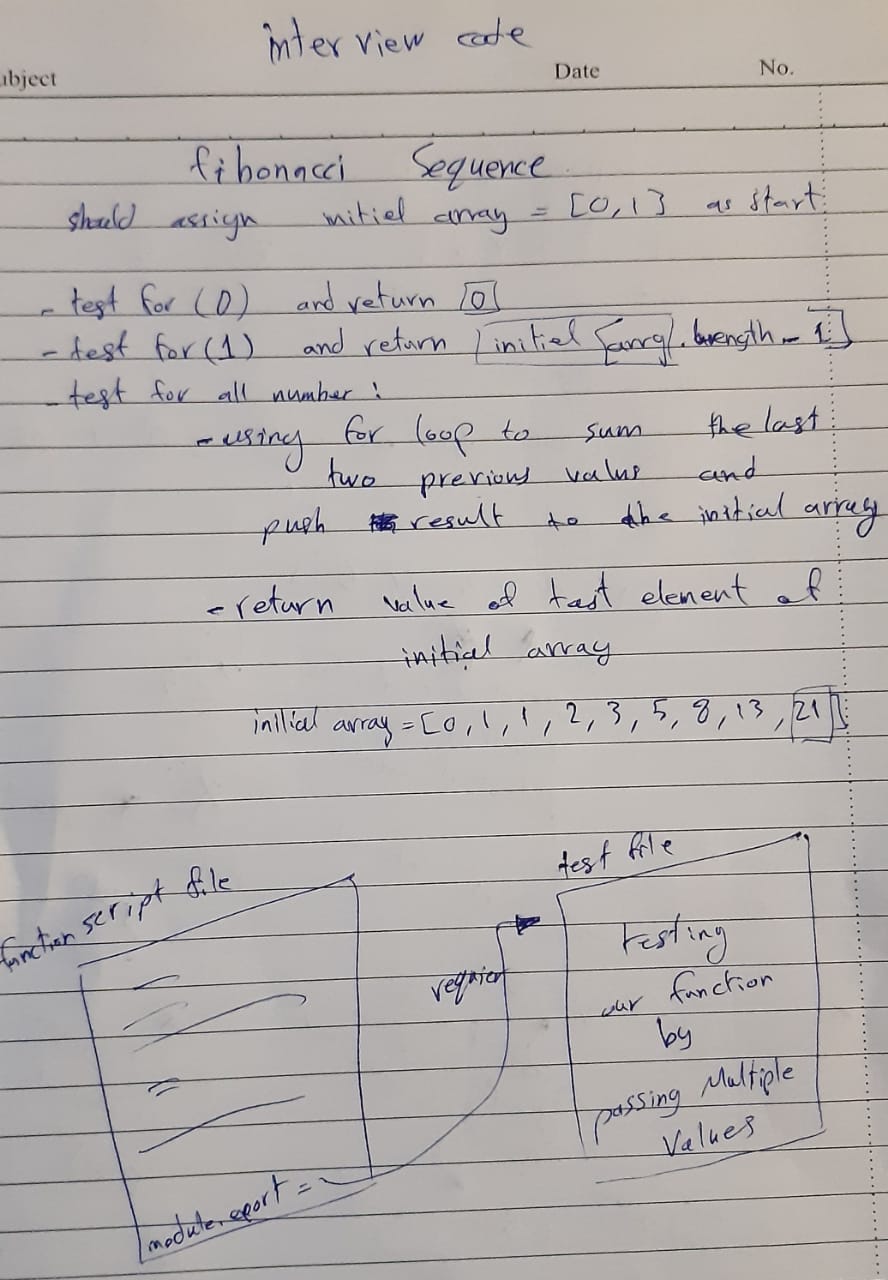 interview code
ubject
Date
No.
fibonacci Sequence
should assign initiel array = [0,1] as start
- test for (0) and return [0]
- test for (1) and return [initiel array.length - 1]
- test for all number :
- using for loop to sum the last
two previous value and
push result to the initial array
- return value of last element of
initial array
initial array = [0, 1, 1, 2, 3, 5, 8, 13, 21]
function script file
module.export =
requier
test file
testing
our function
by
passing Multiple
Values